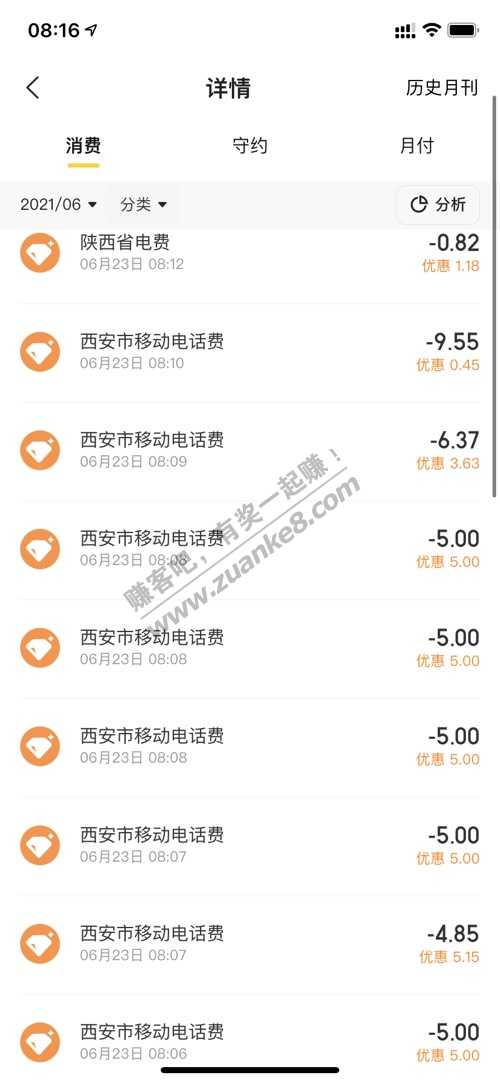 08:16
详情
历史月刊
消费 守约 月付
2021/06 分类 分析
陕西省电费 -0.82
06月23日 08:12 优惠 1.18
西安市移动电话费 -9.55
06月23日 08:10 优惠 0.45
西安市移动电话费 -6.37
06月23日 08:09 优惠 3.63
西安市移动电话费 -5.00
06月23日 08:08 优惠 5.00
西安市移动电话费 -5.00
06月23日 08:08 优惠 5.00
西安市移动电话费 -5.00
06月23日 08:08 优惠 5.00
西安市移动电话费 -5.00
06月23日 08:07 优惠 5.00
西安市移动电话费 -4.85
06月23日 08:07 优惠 5.15
西安市移动电话费 -5.00
06月23日 08:06 优惠 5.00
赚客吧，有奖一起赚！
www.zuanke8.com